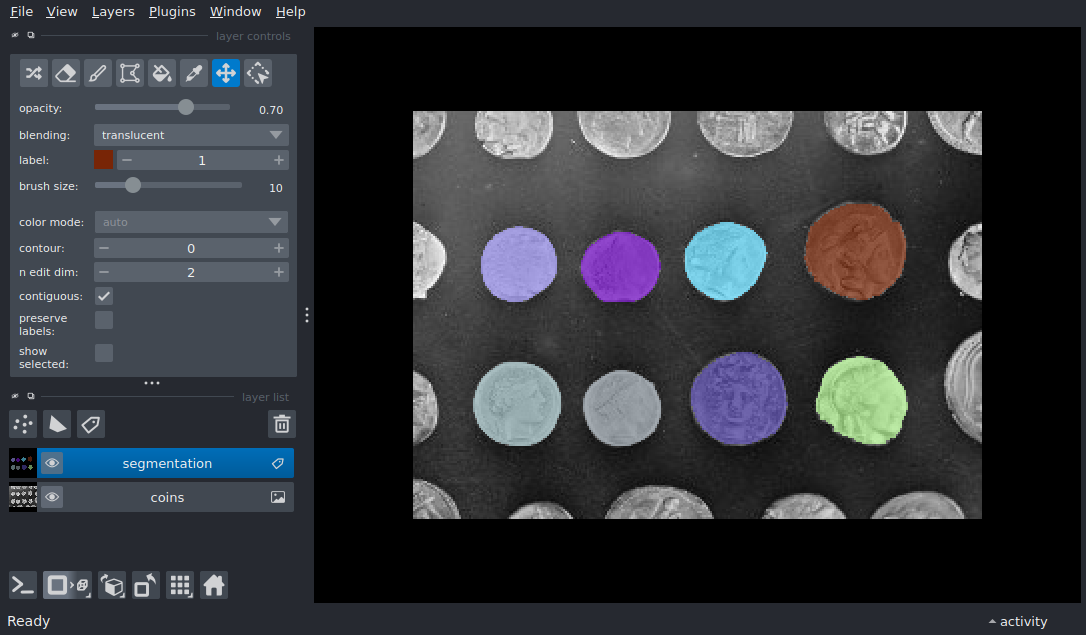 File View Layers Plugins Window Help
layer controls
opacity: 0.70
blending: translucent
label: 1
brush size: 10
color mode: auto
contour: 0
n edit dim: 2
contiguous:
preserve
labels:
show
selected:
layer list
segmentation
coins
Ready
activity